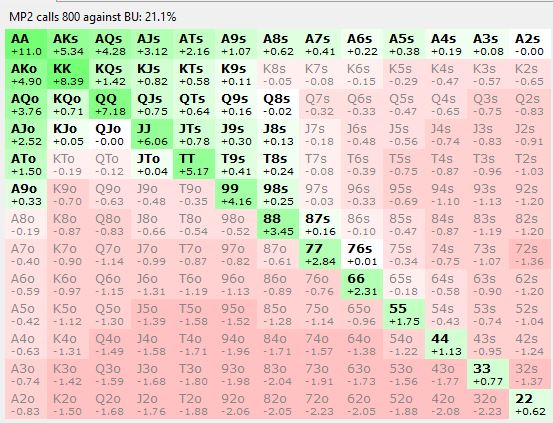 MP2 calls 800 against BU: 21.1%
AA AKs AQs AJs ATs A9s A8s A7s A6s A5s A4s A3s A2s
+11.0 +5.34 +4.28 +3.12 +2.16 +1.07 +0.62 +0.41 +0.22 +0.38 +0.19 +0.08 -0.00
AKo KK KQs KJs KTs K9s K8s K7s K6s K5s K4s K3s K2s
+4.90 +8.39 +1.42 +0.82 +0.58 +0.11 -0.05 -0.08 -0.15 -0.29 -0.47 -0.57 -0.65
AQo KQo QQ QJs QTs Q9s Q8s Q7s Q6s Q5s Q4s Q3s Q2s
+3.76 +0.71 +7.18 +0.75 +0.64 +0.16 -0.02 -0.32 -0.33 -0.47 -0.65 -0.75 -0.83
AJo KJo QJo JJ JTs J9s J8s J7s J6s J5s J4s J3s J2s
+2.52 +0.05 -0.00 +6.06 +0.78 +0.30 +0.13 -0.18 -0.48 -0.56 -0.74 -0.83 -0.91
ATo KTo QTo JTo TT T9s T8s T7s T6s T5s T4s T3s T2s
+1.50 -0.19 -0.12 +0.04 +5.17 +0.41 +0.24 -0.08 -0.39 -0.75 -0.87 -0.96 -1.03
A9o K9o Q9o J9o T9o 99 98s 97s 96s 95s 94s 93s 92s
+0.33 -0.70 -0.63 -0.48 -0.35 +4.16 +0.25 -0.03 -0.33 -0.69 -1.10 -1.13 -1.20
A8o K8o Q8o J8o T8o 98o 88 87s 86s 85s 84s 83s 82s
-0.19 -0.87 -0.83 -0.66 -0.54 -0.52 +3.45 +0.16 -0.10 -0.47 -0.87 -1.19 -1.20
A7o K7o Q7o J7o T7o 97o 87o 77 76s 75s 74s 73s 72s
-0.40 -0.90 -1.14 -0.99 -0.87 -0.82 -0.61 +2.84 +0.01 -0.34 -0.75 -1.07 -1.36
A6o K6o Q6o J6o T6o 96o 86o 76o 66 65s 64s 63s 62s
-0.59 -0.97 -1.16 -1.31 -1.19 -1.13 -0.89 -0.76 +2.31 -0.18 -0.58 -0.90 -1.20
A5o K5o Q5o J5o T5o 95o 85o 75o 65o 55 54s 53s 52s
-0.42 -1.12 -1.30 -1.39 -1.58 -1.52 -1.28 -1.14 -0.96 +1.75 -0.43 -0.74 -1.04
A4o K4o Q4o J4o T4o 94o 84o 74o 64o 54o 44 43s 42s
-0.63 -1.31 -1.49 -1.58 -1.71 -1.96 -1.71 -1.57 -1.38 -1.22 +1.13 -0.95 -1.24
A3o K3o Q3o J3o T3o 93o 83o 73o 63o 53o 43o 33 32s
-0.74 -1.42 -1.59 -1.68 -1.80 -1.98 -2.04 -1.91 -1.73 -1.56 -1.77 +0.77 -1.37
A2o K2o Q2o J2o T2o 92o 82o 72o 62o 52o 42o 32o 22
-0.83 -1.50 -1.68 -1.76 -1.88 -2.06 -2.05 -2.23 -2.05 -1.88 -2.08 -2.23 +0.62